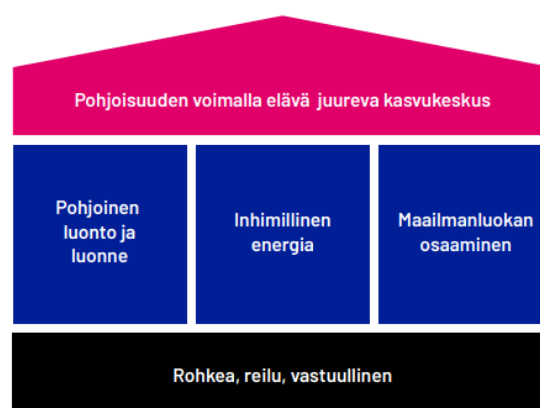 Pohjoisuuden voimalla elävä juureva kasvukeskus
Pohjoinen
luonto ja
luonne
Inhimillinen
energia
Maailmanluokan
osaaminen
Rohkea, reilu, vastuullinen